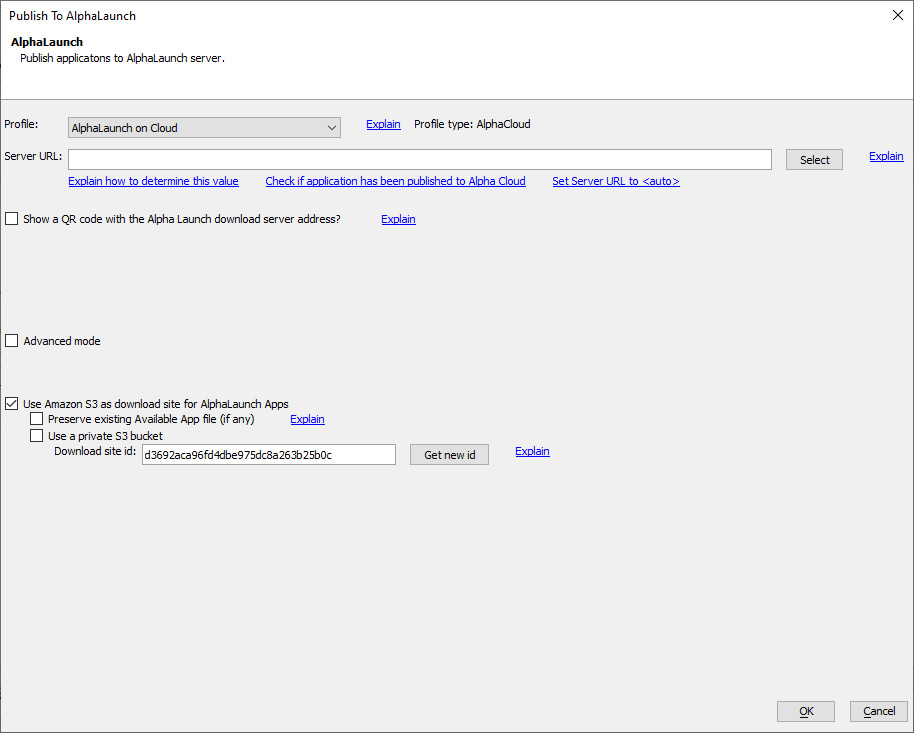 Publish To AlphaLaunch
AlphaLaunch
Publish applicatons to AlphaLaunch server.
Profile: AlphaLaunch on Cloud Explain Profile type: AlphaCloud
Server URL: Select Explain
Explain how to determine this value Check if application has been published to Alpha Cloud Set Server URL to <auto>
Show a QR code with the Alpha Launch download server address? Explain
Advanced mode
Use Amazon S3 as download site for AlphaLaunch Apps
Preserve existing Available App file (if any) Explain
Use a private S3 bucket
Download site id: d3692aca96fd4dbe975dc8a263b25b0c Get new id Explain
OK Cancel